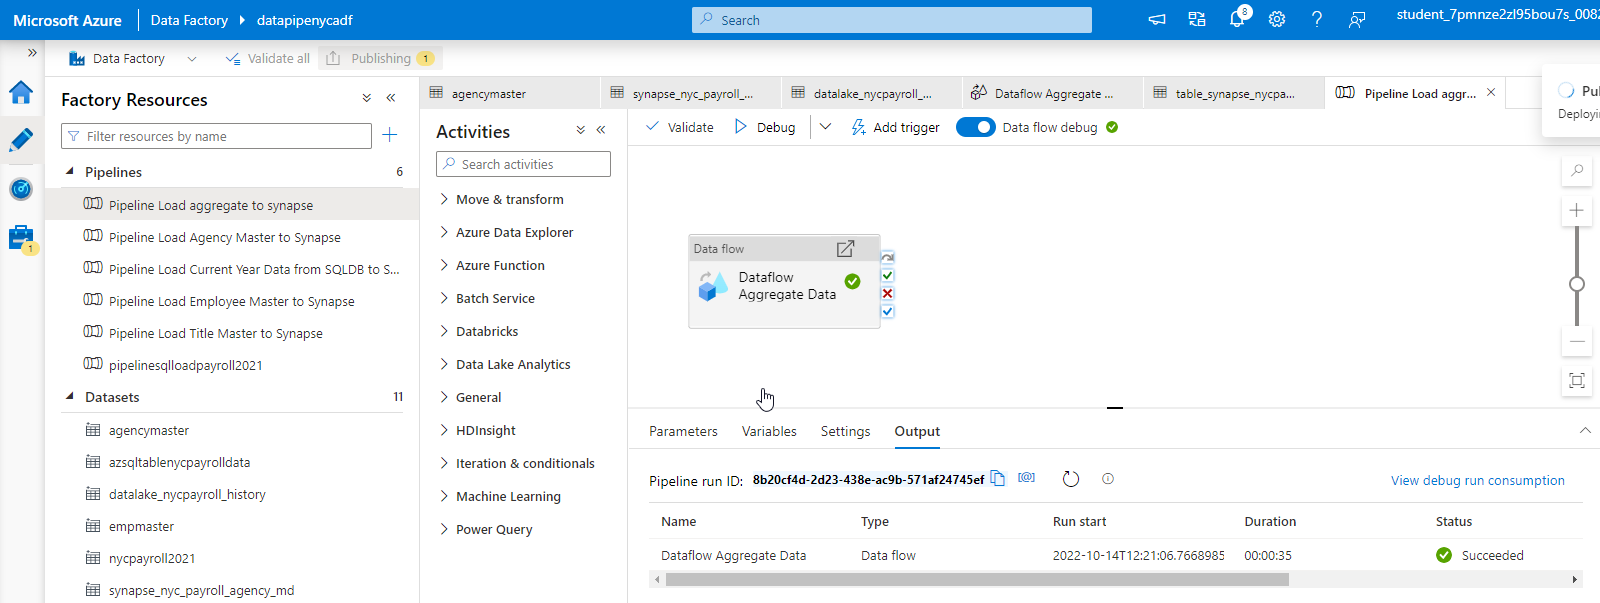 Microsoft Azure
Data Factory
datapipenycadf
Search
8
student_7pmnze2zl95bou7s_0082
Data Factory
Validate all
Publishing
1
Factory Resources
Filter resources by name
Pipelines
6
Pipeline Load aggregate to synapse
Pipeline Load Agency Master to Synapse
Pipeline Load Current Year Data from SQLDB to S...
Pipeline Load Employee Master to Synapse
Pipeline Load Title Master to Synapse
pipelinesqlloadpayroll2021
Datasets
11
agencymaster
azsqltablenycpayrolldata
datalake_nycpayroll_history
empmaster
nycpayroll2021
synapse_nyc_payroll_agency_md
1
agencymaster
synapse_nyc_payroll_...
datalake_nycpayroll_...
Dataflow Aggregate ...
table_synapse_nycpa...
Pipeline Load aggr...
Activities
Search activities
Move & transform
Azure Data Explorer
Azure Function
Batch Service
Databricks
Data Lake Analytics
General
HDInsight
Iteration & conditionals
Machine Learning
Power Query
Validate
Debug
Add trigger
Data flow debug
Data flow
Dataflow
Aggregate Data
Parameters
Variables
Settings
Output
Pipeline run ID: 8b20cf4d-2d23-438e-ac9b-571af24745ef
View debug run consumption
Name Type Run start Duration Status
Dataflow Aggregate Data Data flow 2022-10-14T12:21:06.7668985 00:00:35 Succeeded